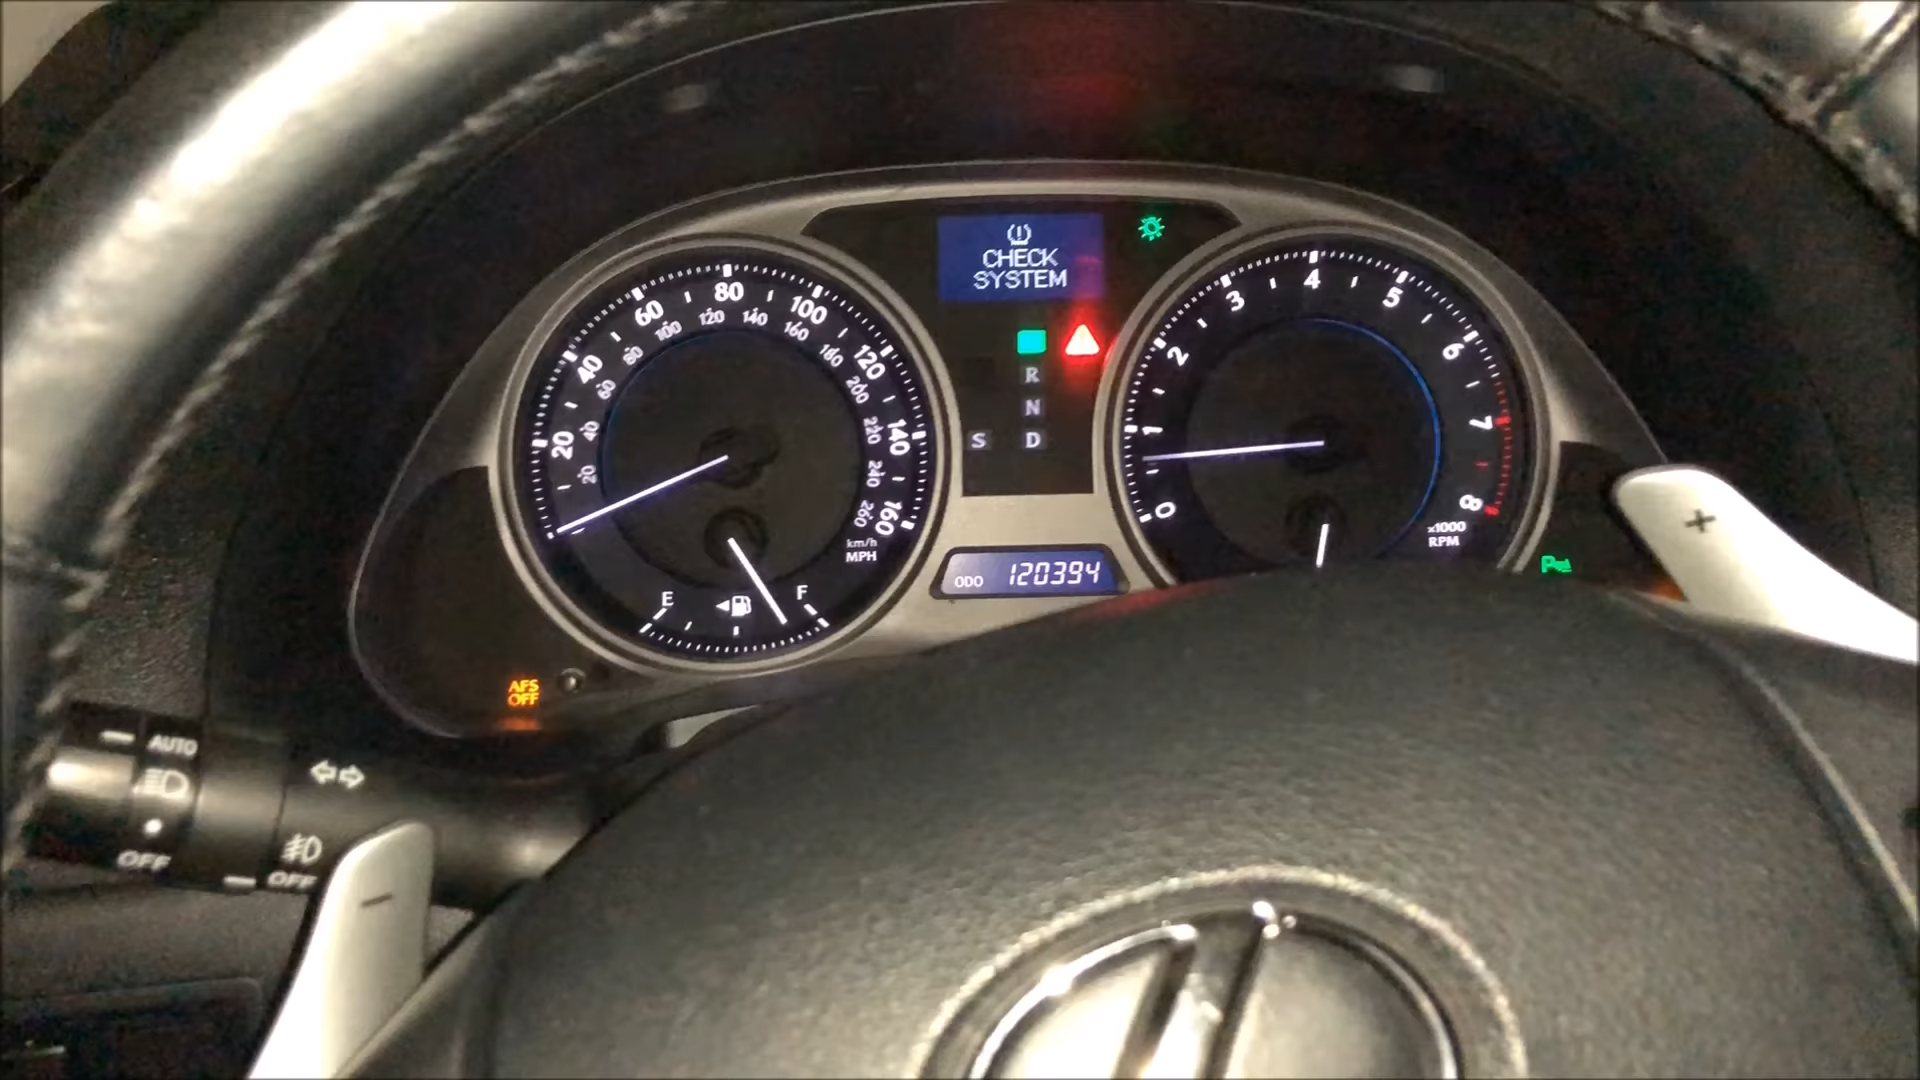 CHECK
SYSTEM
20
40
60
80
100
120
140
160
20
40
60
80
100
120
140
160
180
200
220
240
260
km/h
MPH
E
F
R
N
S D
ODO 120394
0
1
2
3
4
5
6
7
8
x1000
RPM
AFS
OFF
AUTO
OFF
OFF
+
-